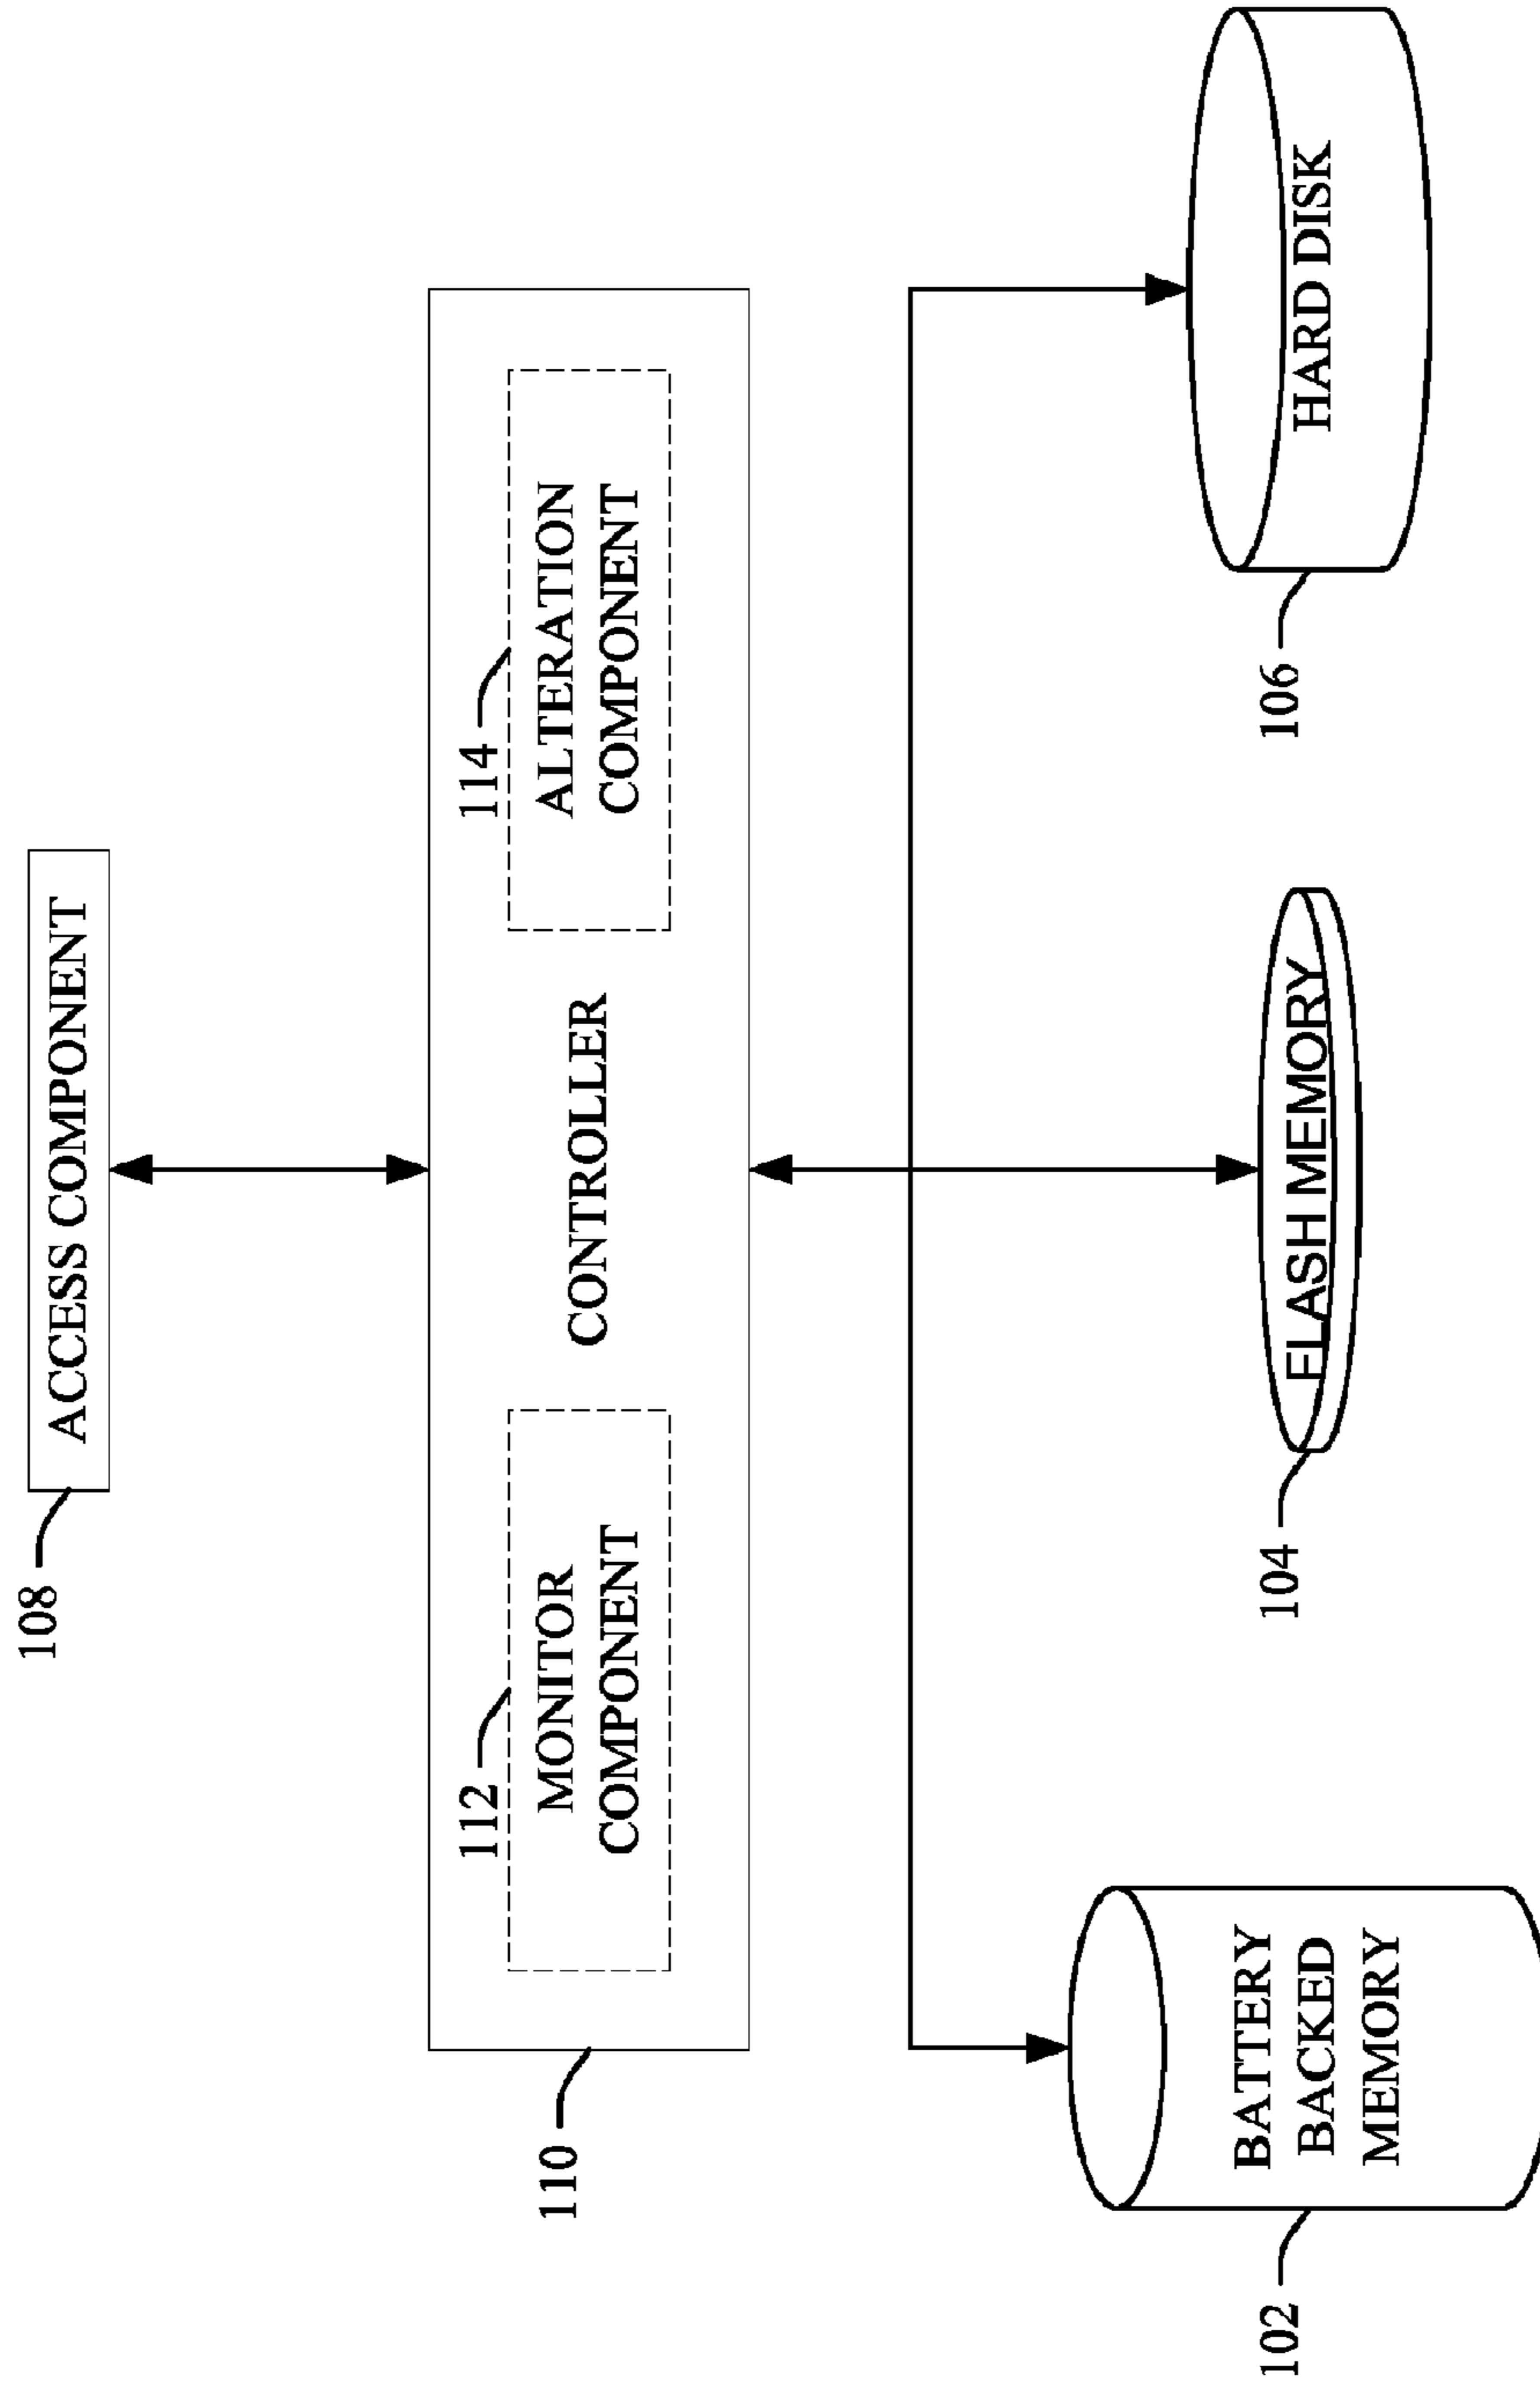 108
ACCESS COMPONENT
110
112
MONITOR
COMPONENT
CONTROLLER
114
ALTERATION
COMPONENT
102
BATTERY
BACKED
MEMORY
104
FLASH MEMORY
106
HARD DISK